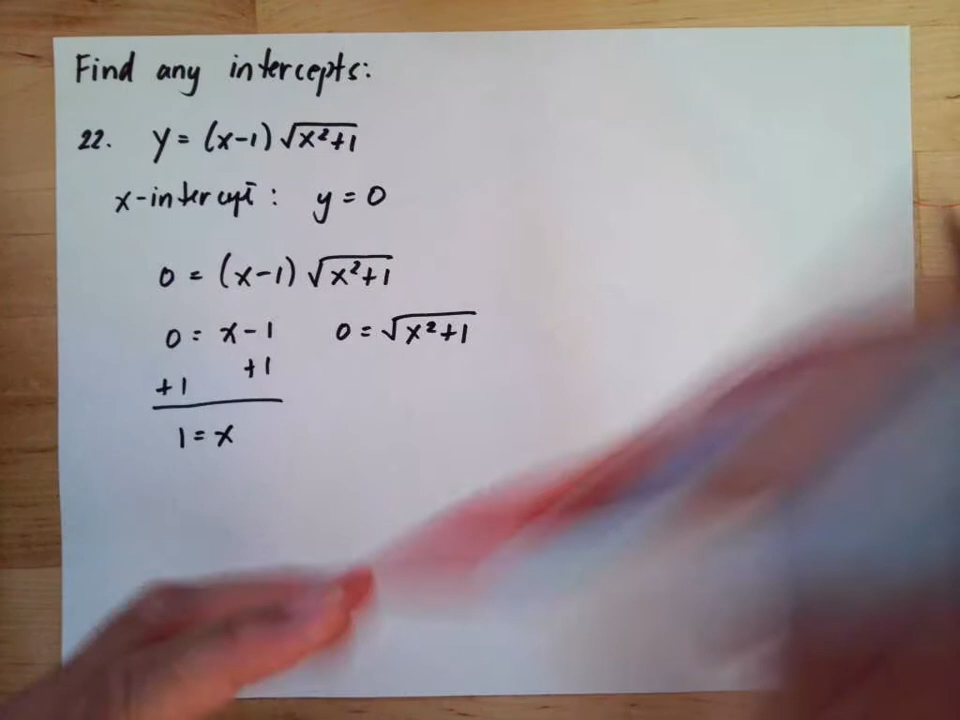 Find any intercepts:
22. y = (x-1) √x²+1
x-intercept: y = 0
0 = (x-1) √x²+1
0 = x-1 0 = √x²+1
+1 +1
1 = x